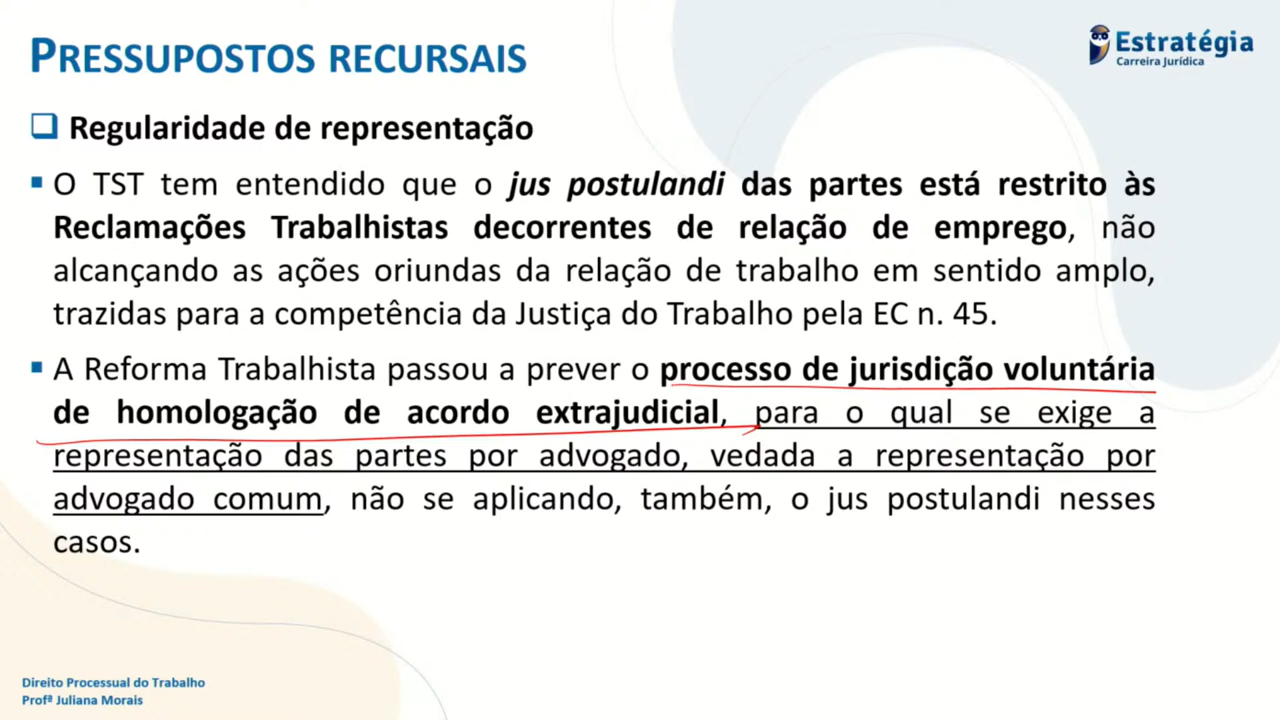 PRESSUPOSTOS RECURSAIS
Estratégia
Carreira Jurídica
Regularidade de representação
O TST tem entendido que o jus postulandi das partes está restrito às
Reclamações Trabalhistas decorrentes de relação de emprego, não
alcançando as ações oriundas da relação de trabalho em sentido amplo,
trazidas para a competência da Justiça do Trabalho pela EC n. 45.
A Reforma Trabalhista passou a prever o processo de jurisdição voluntária
de homologação de acordo extrajudicial, para o qual se exige a
representação das partes por advogado, vedada a representação por
advogado comum, não se aplicando, também, o jus postulandi nesses
casos.
Direito Processual do Trabalho
Profª Juliana Morais